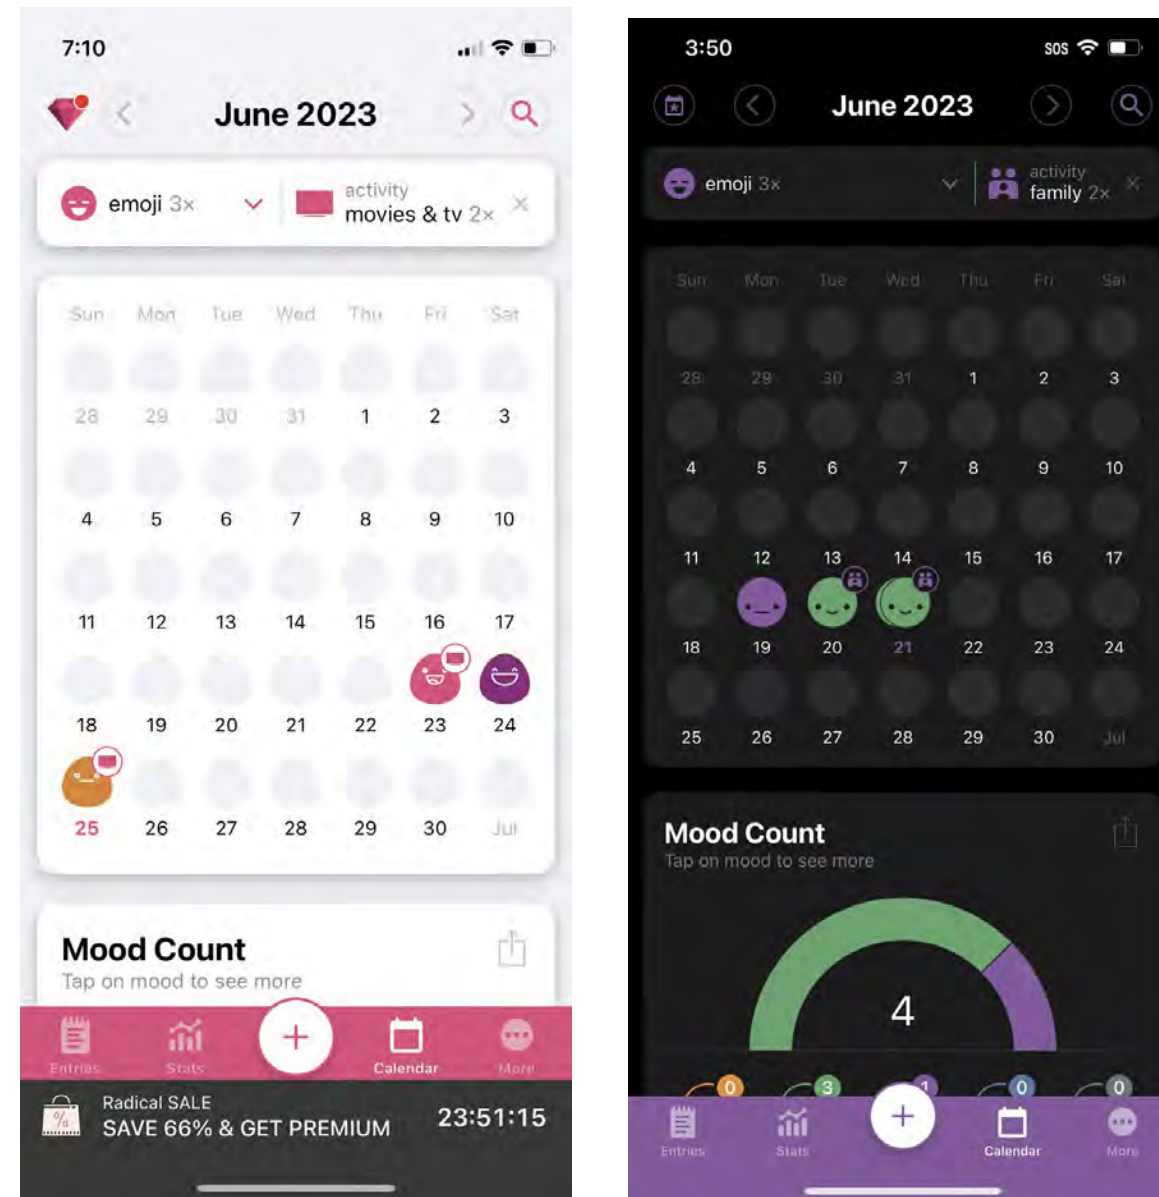 7:10
June 2023
emoji 3×
activity
movies & tv 2×
Sun Mon Tue Wed Thu Fri Sat
28 29 30 31 1 2 3
4 5 6 7 8 9 10
11 12 13 14 15 16 17
18 19 20 21 22 23 24
25 26 27 28 29 30 Jul
Mood Count
Tap on mood to see more
Entries Stats + Calendar More
%
Radical SALE
SAVE 66% & GET PREMIUM
23:51:15
3:50 SOS
June 2023
emoji 3×
activity
family 2×
Sun Mon Tue Wed Thu Fri Sat
28 29 30 31 1 2 3
4 5 6 7 8 9 10
11 12 13 14 15 16 17
18 19 20 21 22 23 24
25 26 27 28 29 30 Jul
Mood Count
Tap on mood to see more
4
0 3 1 0 0
Entries Stats + Calendar More